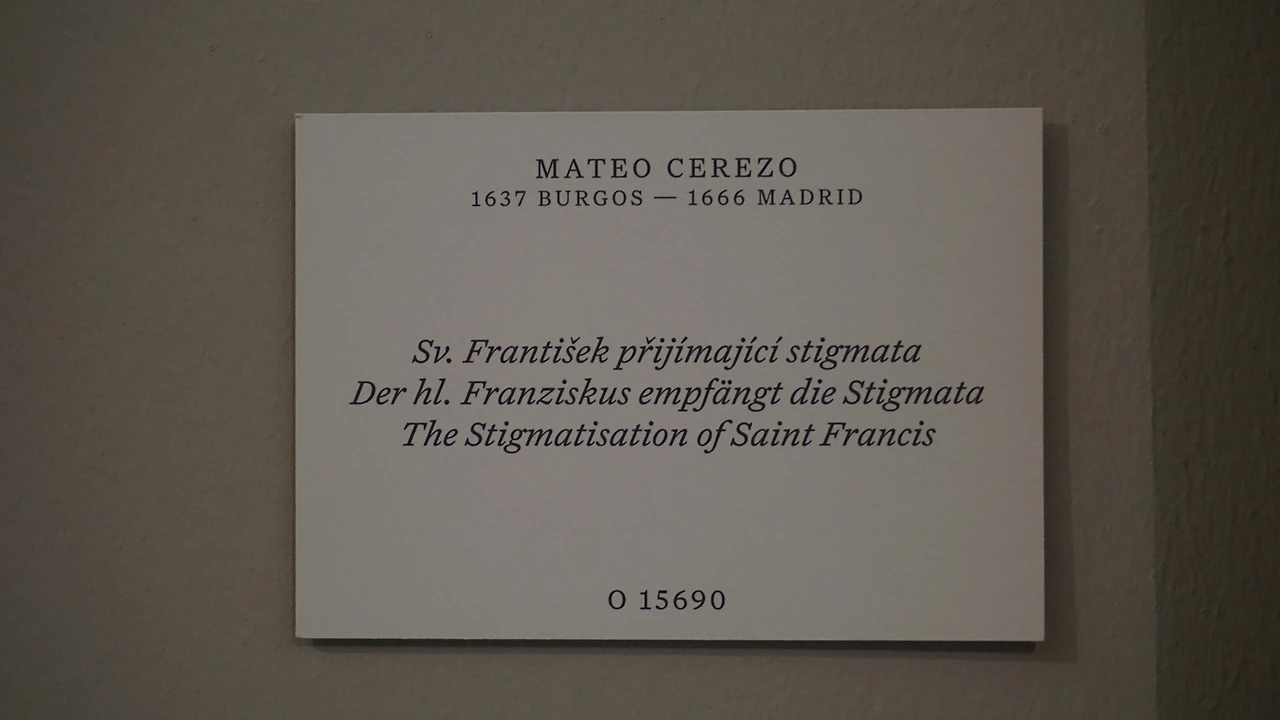 MATEO CEREZO
1637 BURGOS — 1666 MADRID
Sv. František přijímající stigmata
Der hl. Franziskus empfängt die Stigmata
The Stigmatisation of Saint Francis
O 15690